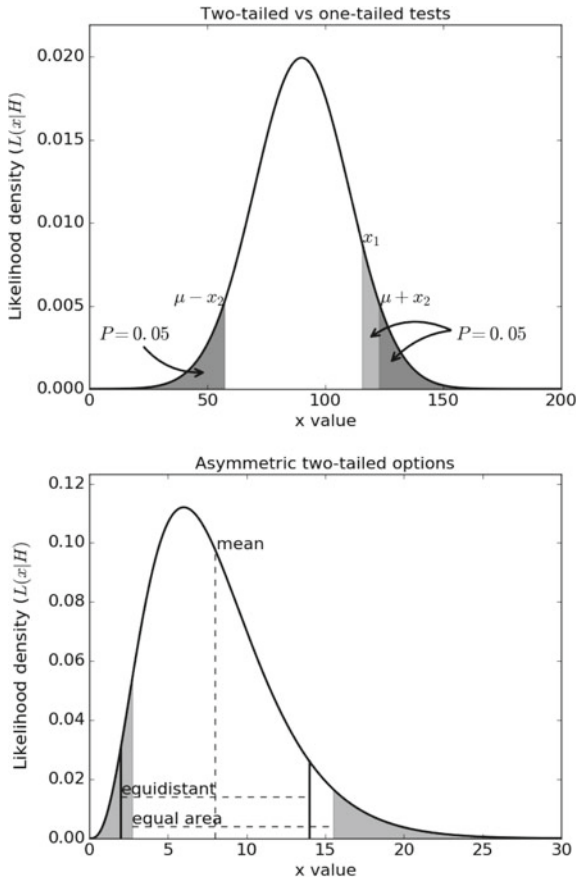 Two-tailed vs one-tailed tests
Likelihood density (L(x|H)
0.020
0.015
0.010
0.005
0.000
x₁
μ − x₂
μ + x₂
P = 0.05
P = 0.05
0
50
100
150
200
x value
Asymmetric two-tailed options
Likelihood density (L(x|H)
0.12
0.10
0.08
0.06
0.04
0.02
0.00
mean
equidistant
equal area
0
5
10
15
20
25
30
x value